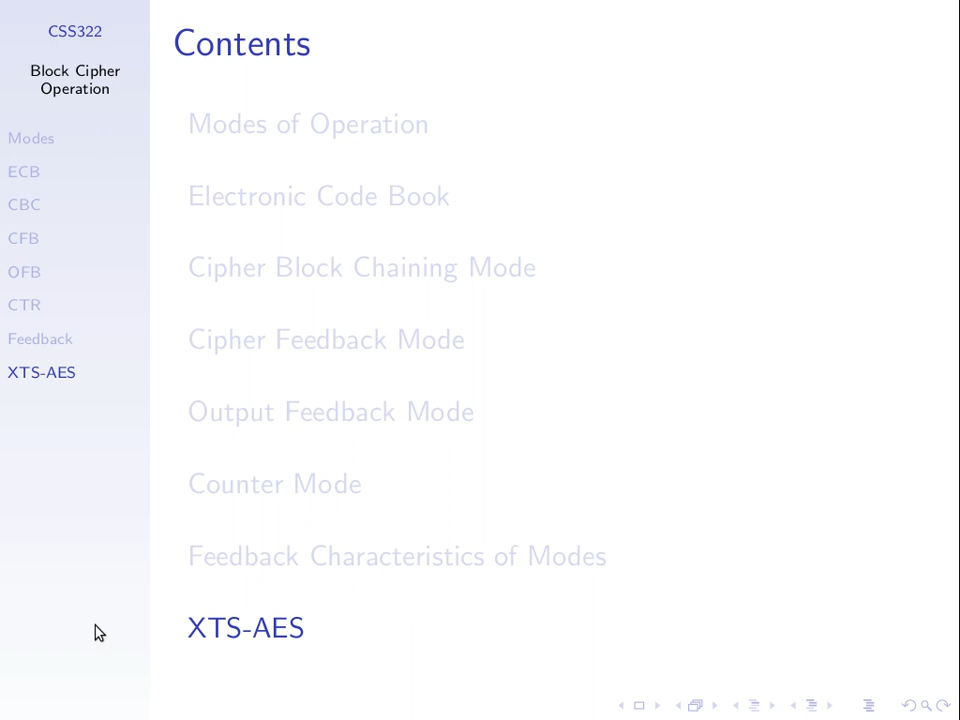 CSS322
Block Cipher
Operation
Modes
ECB
CBC
CFB
OFB
CTR
Feedback
XTS-AES
Contents
Modes of Operation
Electronic Code Book
Cipher Block Chaining Mode
Cipher Feedback Mode
Output Feedback Mode
Counter Mode
Feedback Characteristics of Modes
XTS-AES